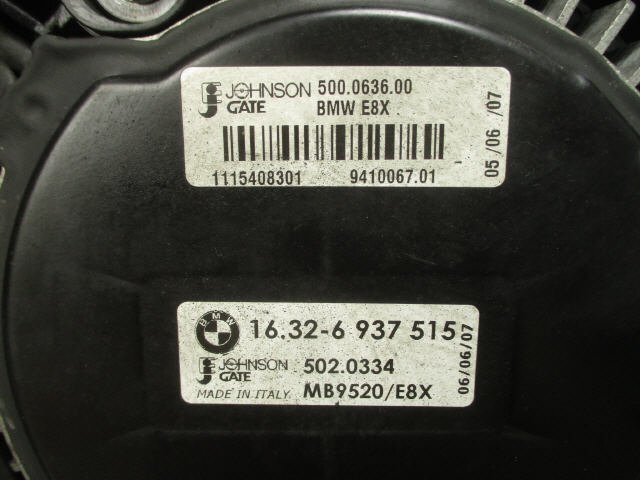 JOHNSON 500.0636.00
GATE BMW E8X
1115408301 9410067.01
05/06/07
BMW 16.32-6 937 515
JOHNSON 502.0334
GATE
MADE IN ITALY MB9520/E8X
06/06/07